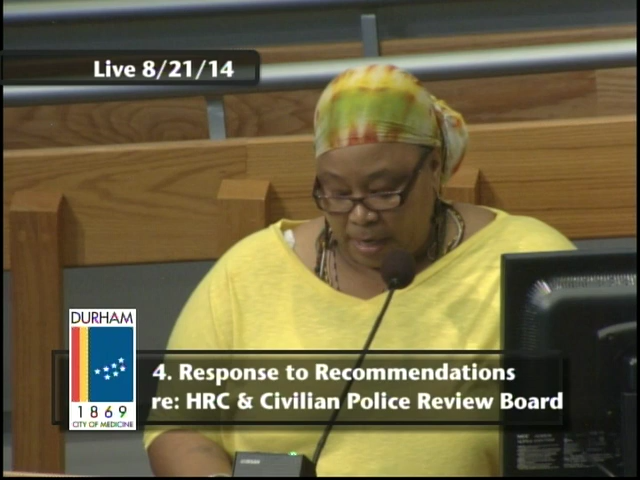 Live 8/21/14
DURHAM
1869
CITY OF MEDICINE
4. Response to Recommendations
re: HRC & Civilian Police Review Board